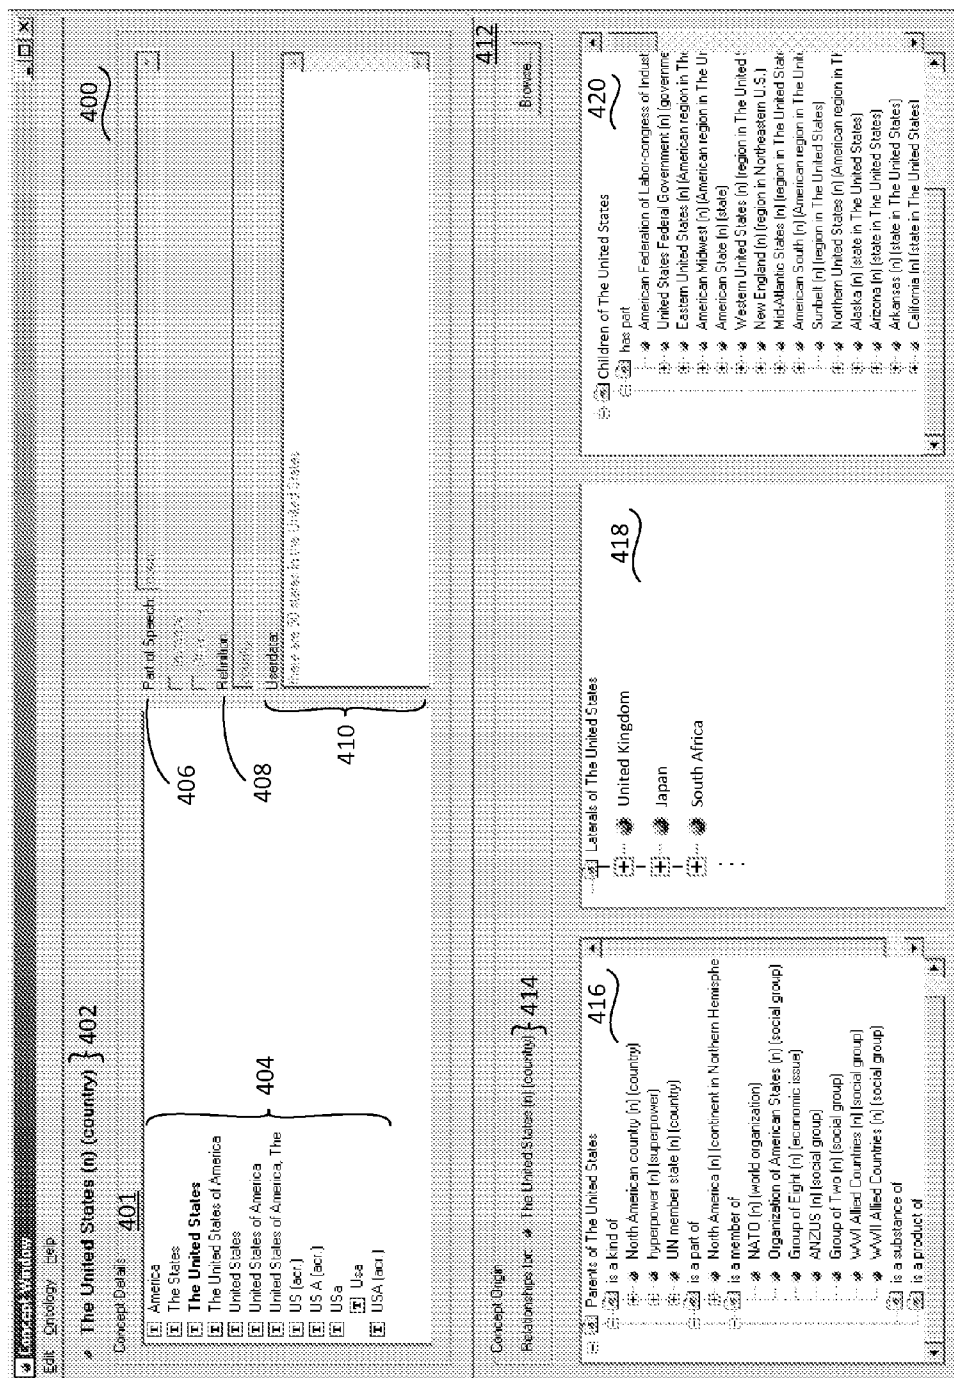 Concept Window
Edit Ontology Help
400
The United States (n) (country) 402
Concept Details 401
America
The States
The United States
The United States of America
United States
United States of America
United States of America, The
US (acr.)
U S A (acr.)
USa
Usa
USA (acr.)
404
406
Part of Speech:
408
Definition:
410
Userdata:
there are 50 states in the United States
412
Concept Origin
Browse...
Relationships for: The United States (n) (country) 414
416
Parents of The United States
is a kind of
North American country (n) (country)
hyperpower (n) (superpower)
UN member state (n) (country)
is a part of
North America (n) (continent in Northern Hemisphe
is a member of
NATO (n) (world organization)
Organization of American States (n) (social group)
Group of Eight (n) (economic issue)
ANZUS (n) (social group)
Group of Two (n) (social group)
WWI Allied Countries (n) (social group)
WWII Allied Countries (n) (social group)
is a substance of
is a product of
418
Laterals of The United States
United Kingdom
Japan
South Africa
420
Children of The United States
has part
American Federation of Labor-congress of Indust
United States Federal Government (n) (governme
Eastern United States (n) (American region in The
American Midwest (n) (American region in The Un
American State (n) (state)
Western United States (n) (region in The United S
New England (n) (region in Northeastern U.S.)
Mid-Atlantic States (n) (region in The United State
American South (n) (American region in The Unite
Sunbelt (n) (region in The United States)
Northern United States (n) (American region in Th
Alaska (n) (state in The United States)
Arizona (n) (state in The United States)
Arkansas (n) (state in The United States)
California (n) (state in The United States)